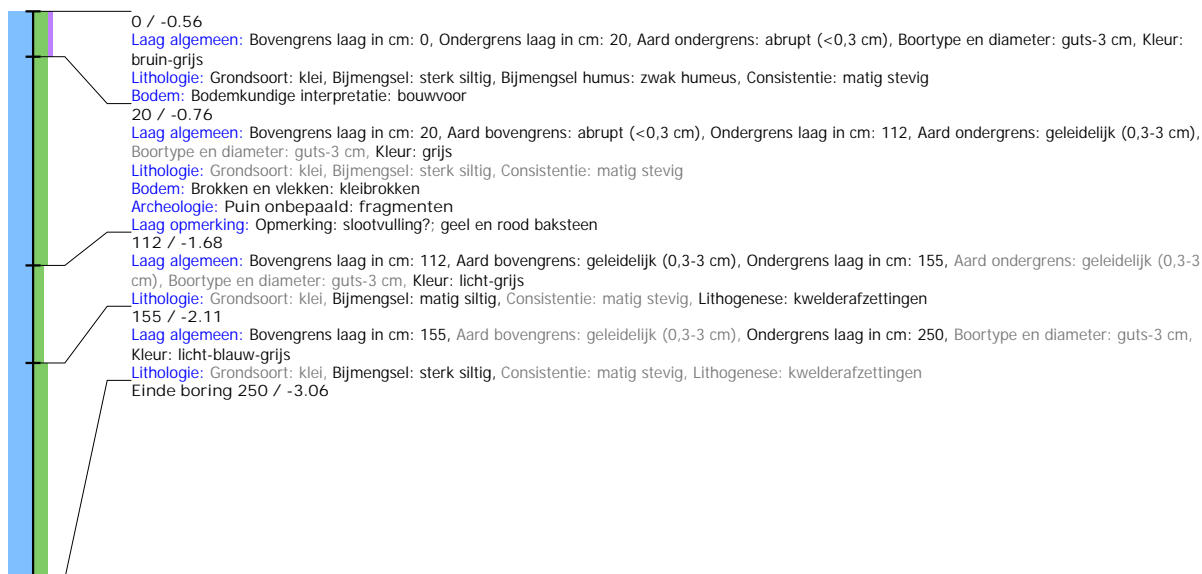 0 / -0.56
Laag algemeen: Bovengrens laag in cm: 0, Ondergrens laag in cm: 20, Aard ondergrens: abrupt (<0,3 cm), Boortype en diameter: guts-3 cm, Kleur:
bruin-grijs
Lithologie: Grondsoort: klei, Bijmengsel: sterk siltig, Bijmengsel humus: zwak humeus, Consistentie: matig stevig
Bodem: Bodemkundige interpretatie: bouwvoor
20 / -0.76
Laag algemeen: Bovengrens laag in cm: 20, Aard bovengrens: abrupt (<0,3 cm), Ondergrens laag in cm: 112, Aard ondergrens: geleidelijk (0,3-3 cm),
Boortype en diameter: guts-3 cm, Kleur: grijs
Lithologie: Grondsoort: klei, Bijmengsel: sterk siltig, Consistentie: matig stevig
Bodem: Brokken en vlekken: kleibrokken
Archeologie: Puin onbepaald: fragmenten
Laag opmerking: Opmerking: slootvulling?; geel en rood baksteen
112 / -1.68
Laag algemeen: Bovengrens laag in cm: 112, Aard bovengrens: geleidelijk (0,3-3 cm), Ondergrens laag in cm: 155, Aard ondergrens: geleidelijk (0,3-3
cm), Boortype en diameter: guts-3 cm, Kleur: licht-grijs
Lithologie: Grondsoort: klei, Bijmengsel: matig siltig, Consistentie: matig stevig, Lithogenese: kwelderafzettingen
155 / -2.11
Laag algemeen: Bovengrens laag in cm: 155, Aard bovengrens: geleidelijk (0,3-3 cm), Ondergrens laag in cm: 250, Boortype en diameter: guts-3 cm,
Kleur: licht-blauw-grijs
Lithologie: Grondsoort: klei, Bijmengsel: sterk siltig, Consistentie: matig stevig, Lithogenese: kwelderafzettingen
Einde boring 250 / -3.06